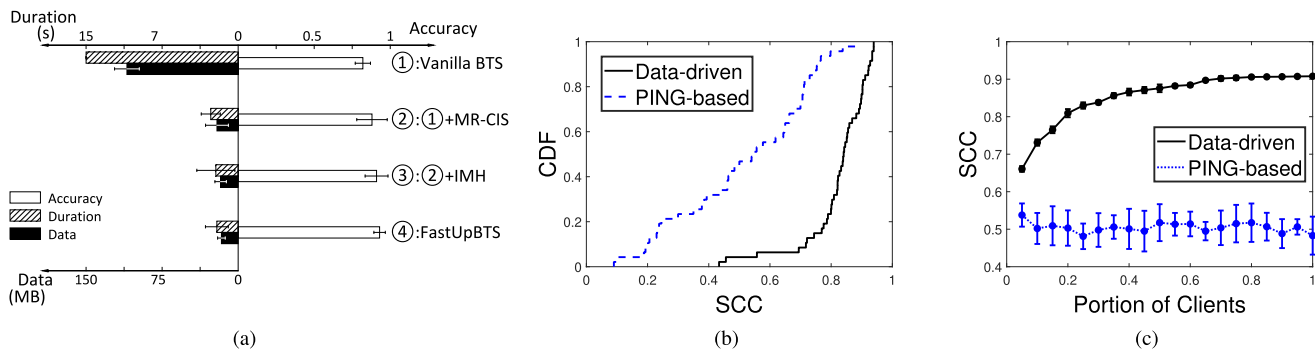 Duration
(s)
15 7 0 0.5 1
Accuracy
①:Vanilla BTS
②:①+MR-CIS
③:②+IMH
④:FastUpBTS
Accuracy
Duration
Data
Data
(MB)
150 75 0
(a)
CDF
1
0.8
0.6
0.4
0.2
0
0.2 0.4 0.6 0.8 1
SCC
Data-driven
PING-based
(b)
SCC
1
0.9
0.8
0.7
0.6
0.5
0.4
0 0.2 0.4 0.6 0.8 1
Portion of Clients
Data-driven
PING-based
(c)